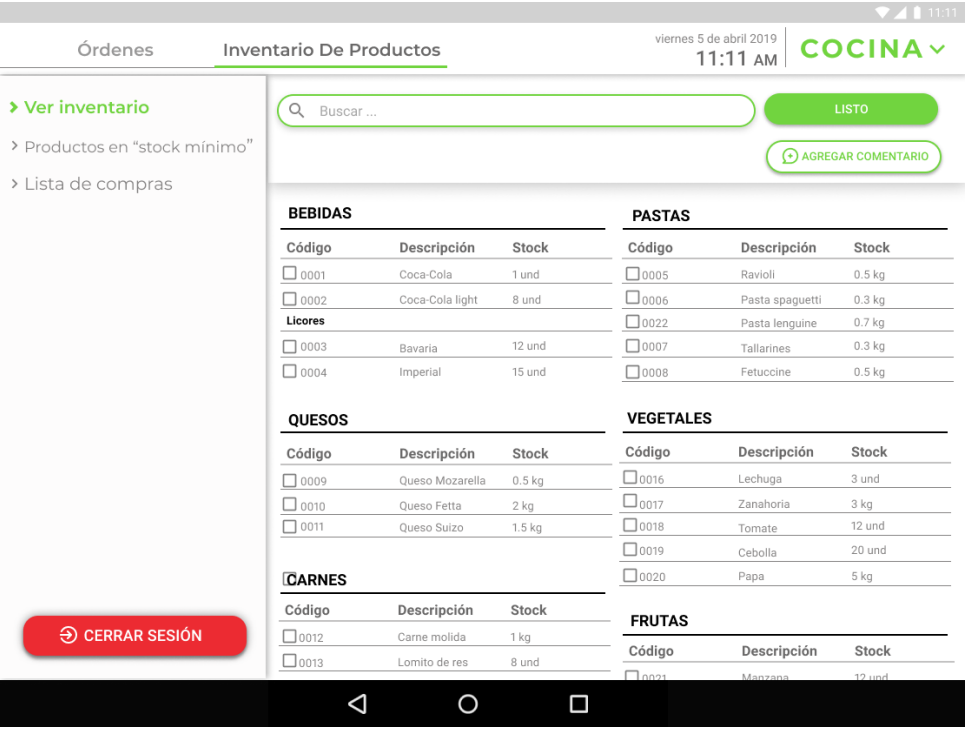 11:11
Órdenes
Inventario De Productos
viernes 5 de abril 2019
11:11 AM
COCINA
Ver inventario
Productos en “stock mínimo”
Lista de compras
CERRAR SESIÓN
Buscar ...
LISTO
AGREGAR COMENTARIO
BEBIDAS
Código Descripción Stock
0001 Coca-Cola 1 und
0002 Coca-Cola light 8 und
Licores
0003 Bavaria 12 und
0004 Imperial 15 und
QUESOS
Código Descripción Stock
0009 Queso Mozarella 0.5 kg
0010 Queso Fetta 2 kg
0011 Queso Suizo 1.5 kg
CARNES
Código Descripción Stock
0012 Carne molida 1 kg
0013 Lomito de res 8 und
PASTAS
Código Descripción Stock
0005 Ravioli 0.5 kg
0006 Pasta spaguetti 0.3 kg
0022 Pasta lenguine 0.7 kg
0007 Tallarines 0.3 kg
0008 Fetuccine 0.5 kg
VEGETALES
Código Descripción Stock
0016 Lechuga 3 und
0017 Zanahoria 3 kg
0018 Tomate 12 und
0019 Cebolla 20 und
0020 Papa 5 kg
FRUTAS
Código Descripción Stock
0021 Manzana 12 und